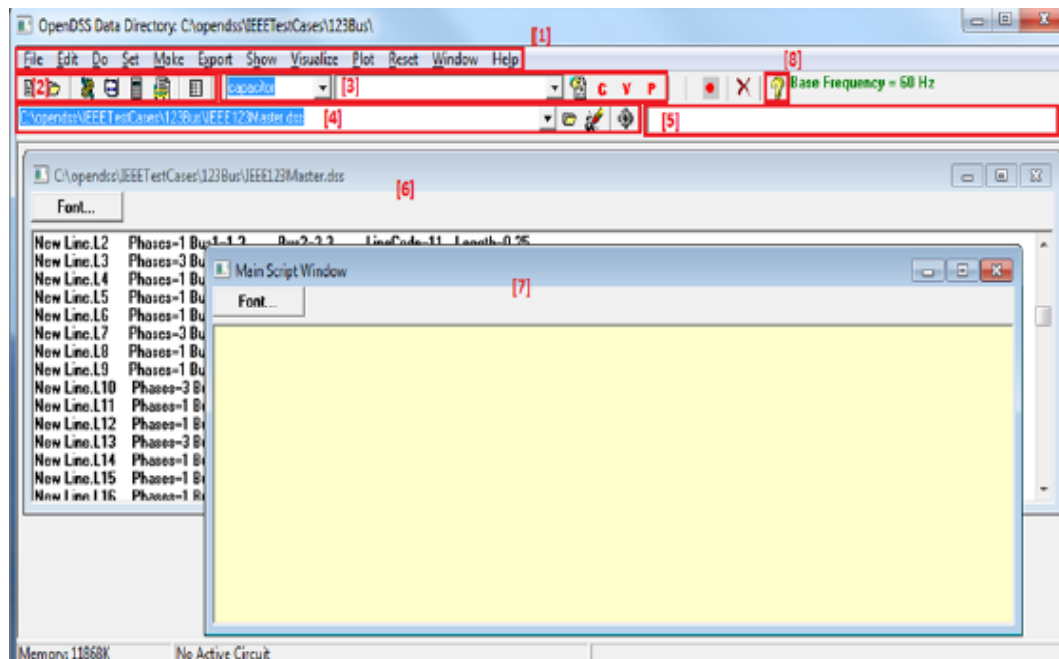 OpenDSS Data Directory: C:\opendss\IEEETestCases\123Bus\
[1]
File Edit Do Set Make Export Show Visualize Plot Reset Window Help
[8]
[2] capacitor [3] C V P Base Frequency = 60 Hz
C:\opendss\IEEETestCases\123Bus\IEEE123Master.dss [4] [5]
C:\opendss\IEEETestCases\123Bus\IEEE123Master.dss
[6]
Font...
New Line.L2 Phases=1 Bus1=1.2 Bus2=2.2 LineCode=11 Length=0.25
New Line.L3 Phases=3 Bu
New Line.L4 Phases=1 Bu
New Line.L5 Phases=1 Bu
New Line.L6 Phases=1 Bu
New Line.L7 Phases=3 Bu
New Line.L8 Phases=1 Bu
New Line.L9 Phases=1 Bu
New Line.L10 Phases=3 B
New Line.L11 Phases=1 B
New Line.L12 Phases=1 B
New Line.L13 Phases=3 B
New Line.L14 Phases=1 B
New Line.L15 Phases=1 B
New Line.L16 Phases=1 B
Main Script Window
[7]
Font...
Memory: 11868K No Active Circuit